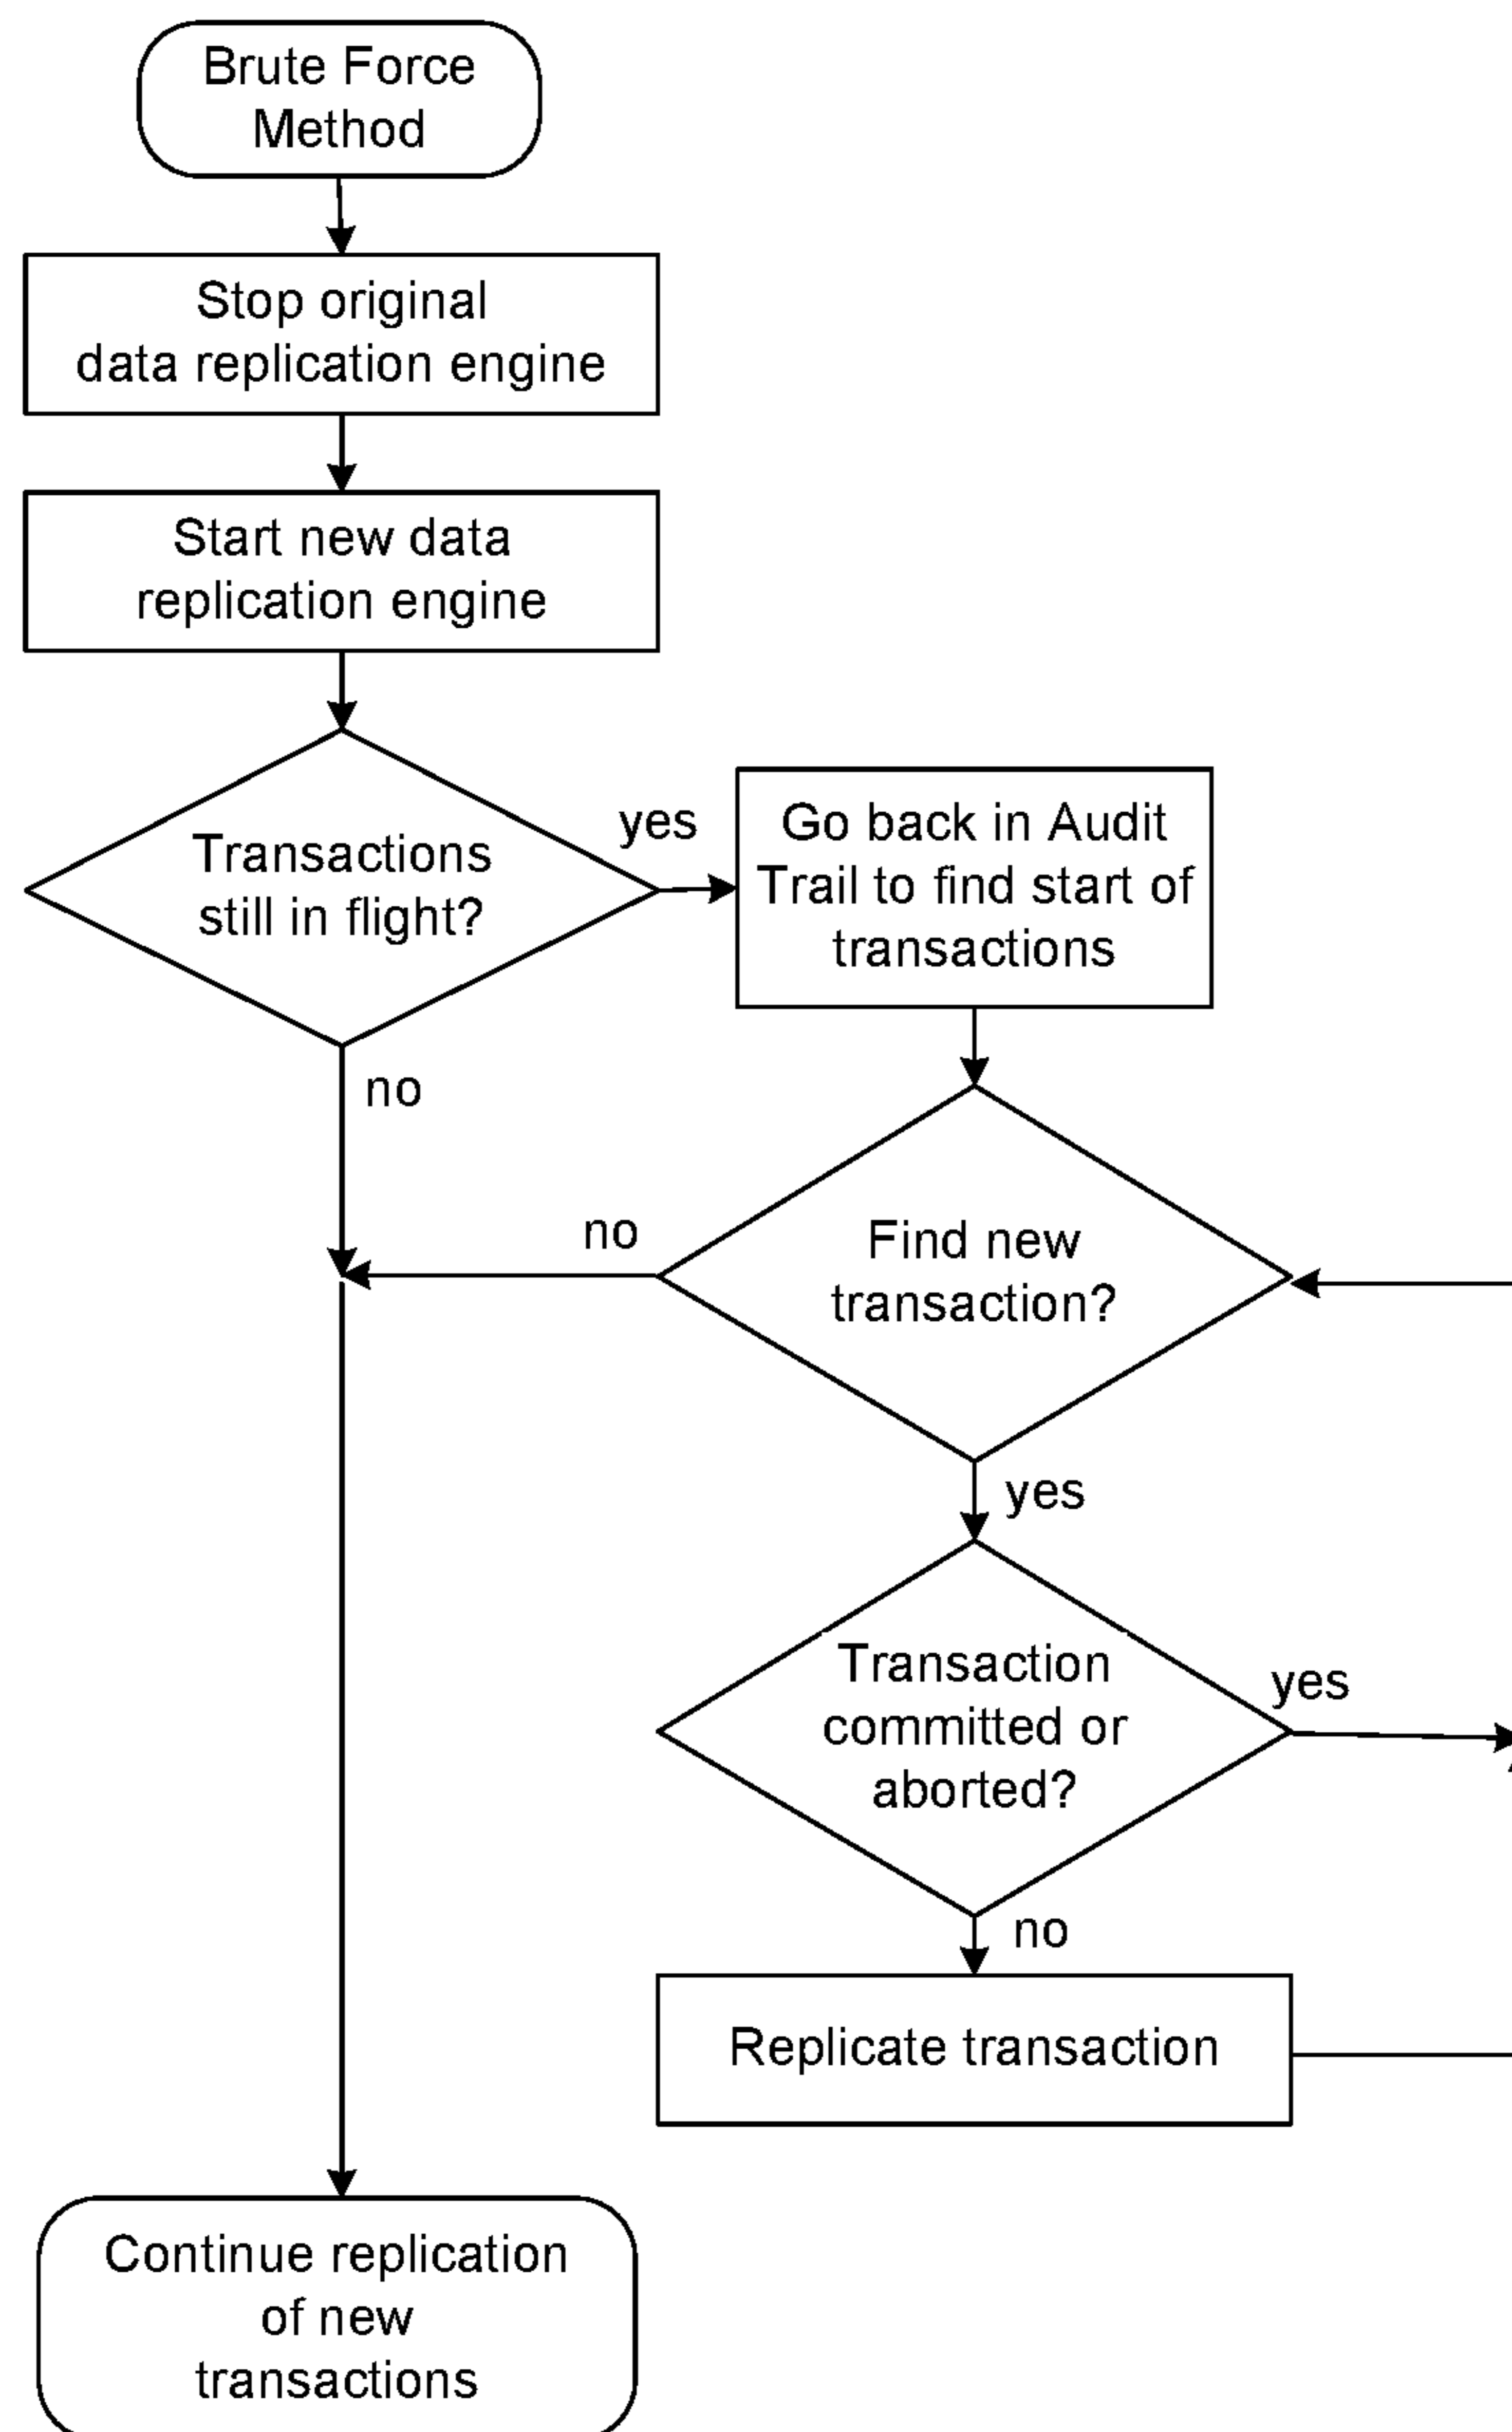 Brute Force
Method
Stop original
data replication engine
Start new data
replication engine
Transactions
still in flight?
yes
Go back in Audit
Trail to find start of
transactions
no
no
Find new
transaction?
yes
Transaction
committed or
aborted?
yes
no
Replicate transaction
Continue replication
of new
transactions